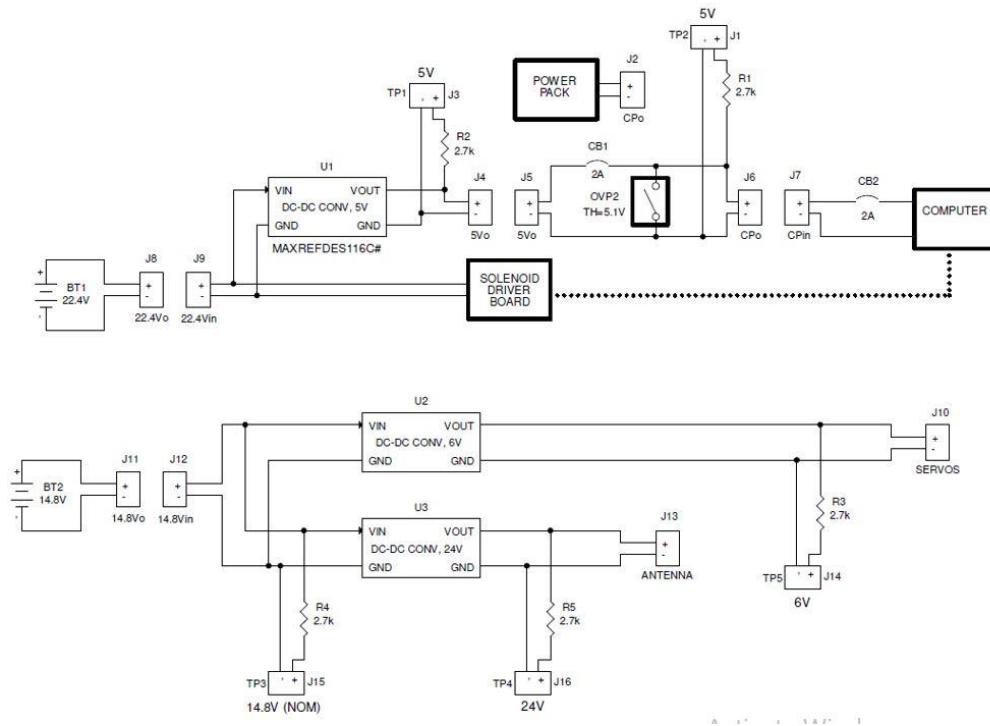 5V
TP2 - + J1
R1
2.7k
POWER
PACK
J2
+
-
CPo
5V
TP1 - + J3
R2
2.7k
U1
VIN VOUT
DC-DC CONV, 5V
GND GND
MAXREFDES116C#
J4
+
-
5Vo
J5
+
-
5Vo
CB1
2A
OVP2
TH=5.1V
J6
+
-
CPo
J7
+
-
CPin
CB2
2A
COMPUTER
SOLENOID
DRIVER
BOARD
+
BT1
22.4V
-
J8
+
-
22.4Vo
J9
+
-
22.4Vin
U2
VIN VOUT
DC-DC CONV, 6V
GND GND
J10
+
-
SERVOS
+
BT2
14.8V
-
J11
+
-
14.8Vo
J12
+
-
14.8Vin
U3
VIN VOUT
DC-DC CONV, 24V
GND GND
J13
+
-
ANTENNA
R3
2.7k
TP5 - + J14
6V
R4
2.7k
TP3 - + J15
14.8V (NOM)
R5
2.7k
TP4 - + J16
24V